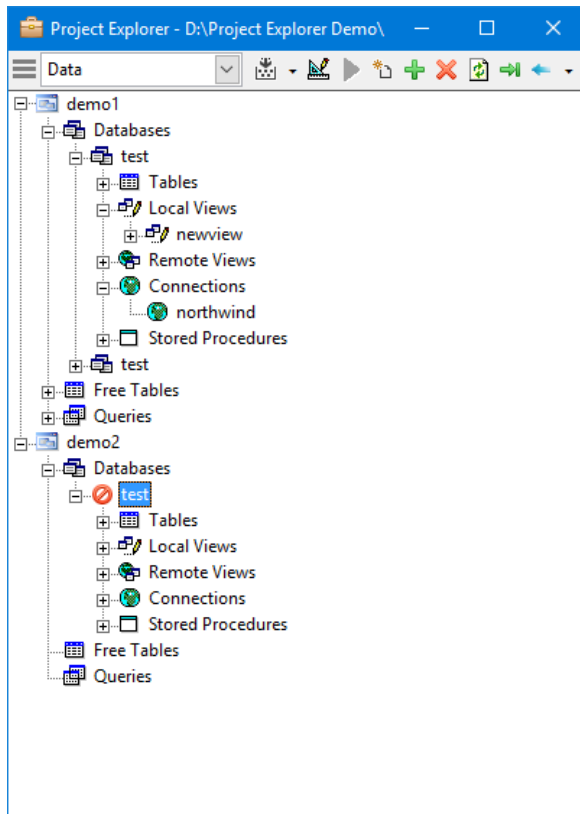 Project Explorer - D:\Project Explorer Demo\
Data
demo1
Databases
test
Tables
Local Views
newview
Remote Views
Connections
northwind
Stored Procedures
test
Free Tables
Queries
demo2
Databases
test
Tables
Local Views
Remote Views
Connections
Stored Procedures
Free Tables
Queries